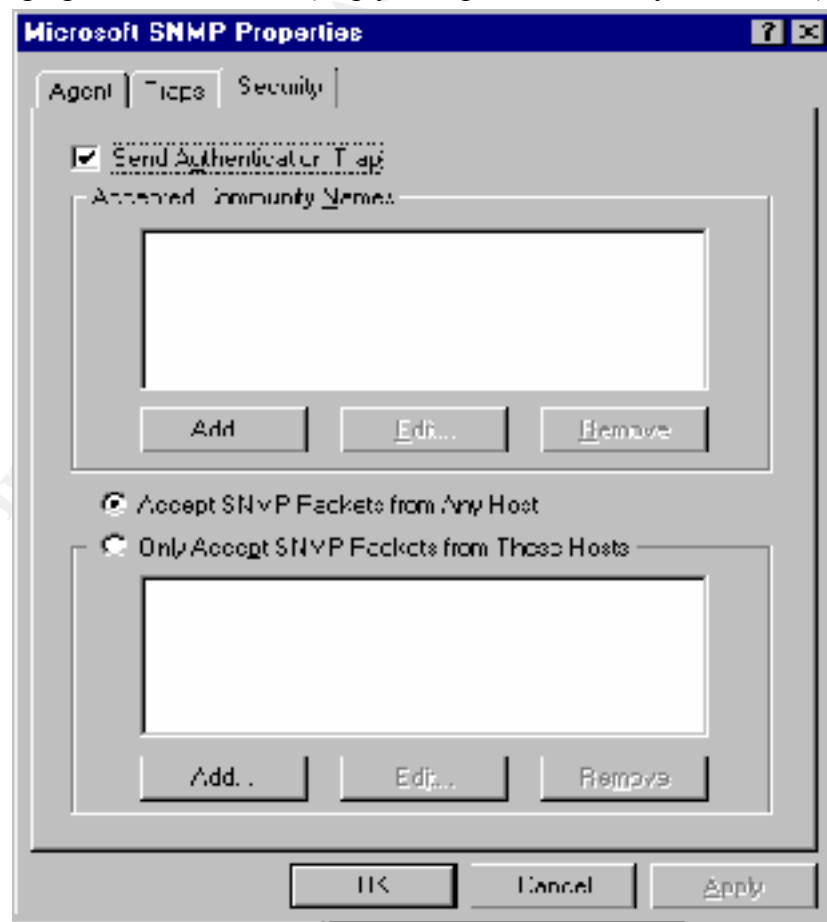 Microsoft SNMP Properties
Agent Traps Security
Send Authentication Trap
Accepted Community Names
Add Edit... Remove
Accept SNMP Packets from Any Host
Only Accept SNMP Packets from These Hosts
Add... Edit... Remove
OK Cancel Apply